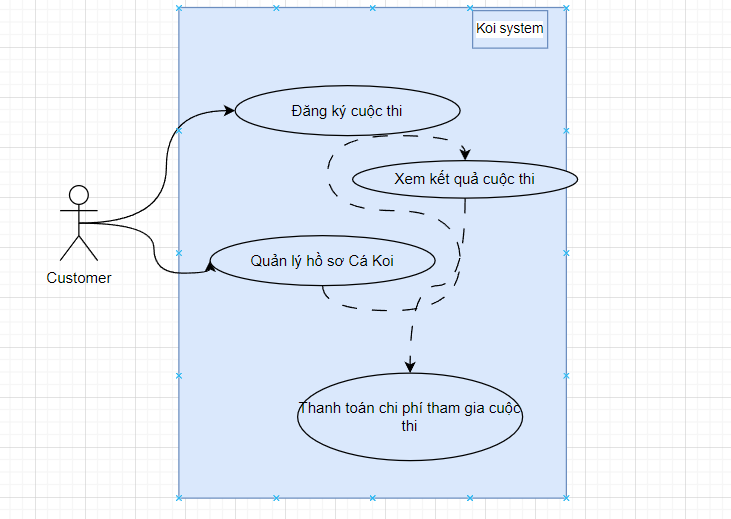 Koi system
Đăng ký cuộc thi
Xem kết quả cuộc thi
Quản lý hồ sơ Cá Koi
Customer
Thanh toán chi phí tham gia cuộc
thi